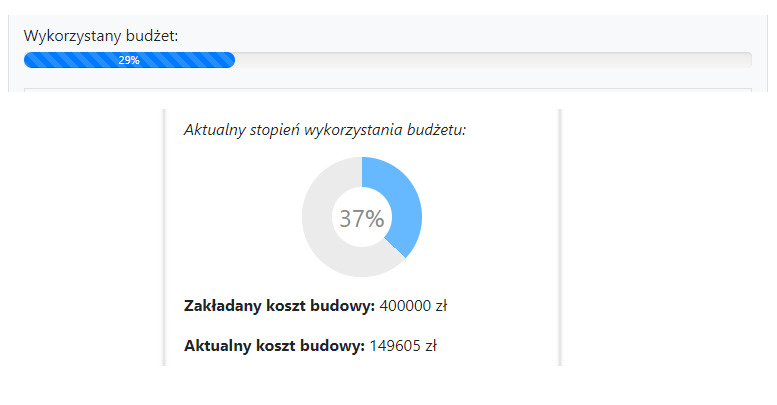 Wykorzystany budżet:
29%
Aktualny stopień wykorzystania budżetu:
37%
Zakładany koszt budowy: 400000 zł
Aktualny koszt budowy: 149605 zł